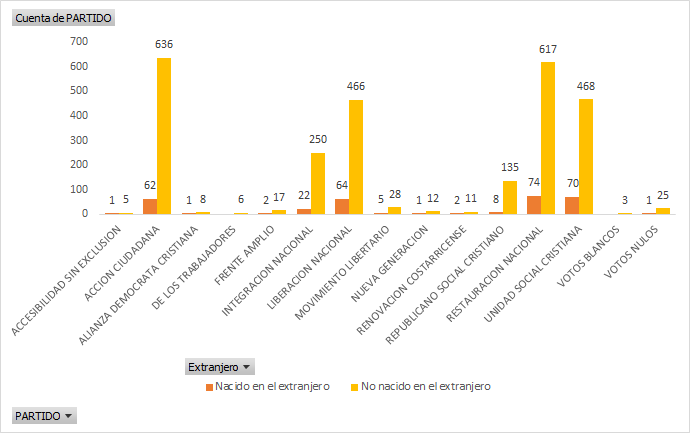 Cuenta de PARTIDO
700
600
500
400
300
200
100
0
1 5
62 636
1 8
6
2 17
22 250
64 466
5 28
1 12
2 11
8 135
74 617
70 468
3
1 25
ACCESIBILIDAD SIN EXCLUSION
ACCION CIUDADANA
ALIANZA DEMOCRATA CRISTIANA
DE LOS TRABAJADORES
FRENTE AMPLIO
INTEGRACION NACIONAL
LIBERACION NACIONAL
MOVIMIENTO LIBERTARIO
NUEVA GENERACION
RENOVACION COSTARRICENSE
REPUBLICANO SOCIAL CRISTIANO
RESTAURACION NACIONAL
UNIDAD SOCIAL CRISTIANA
VOTOS BLANCOS
VOTOS NULOS
Extranjero
Nacido en el extranjero No nacido en el extranjero
PARTIDO